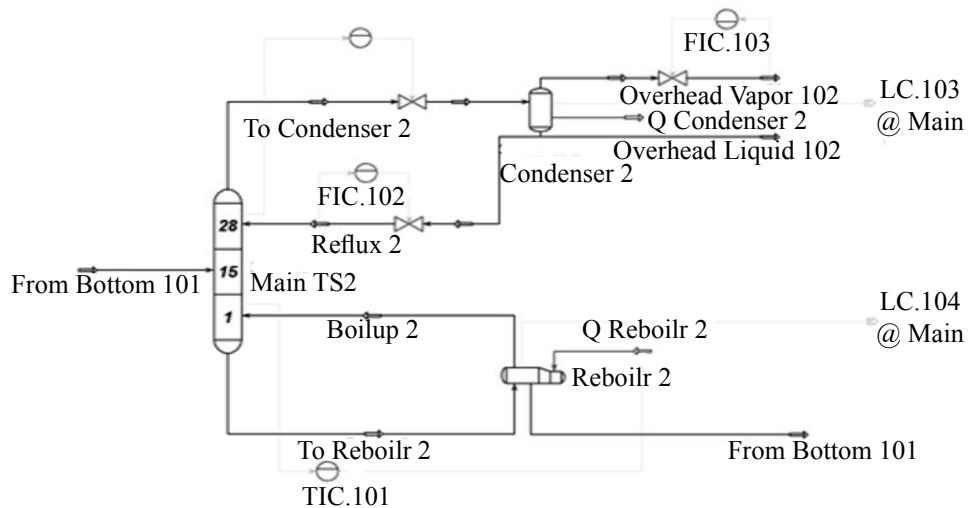 FIC.103
Overhead Vapor 102
LC.103
@ Main
To Condenser 2
Q Condenser 2
Overhead Liquid 102
Condenser 2
FIC.102
28
Reflux 2
From Bottom 101
15
Main TS2
1
Boilup 2
Q Reboilr 2
LC.104
@ Main
Reboilr 2
To Reboilr 2
From Bottom 101
TIC.101